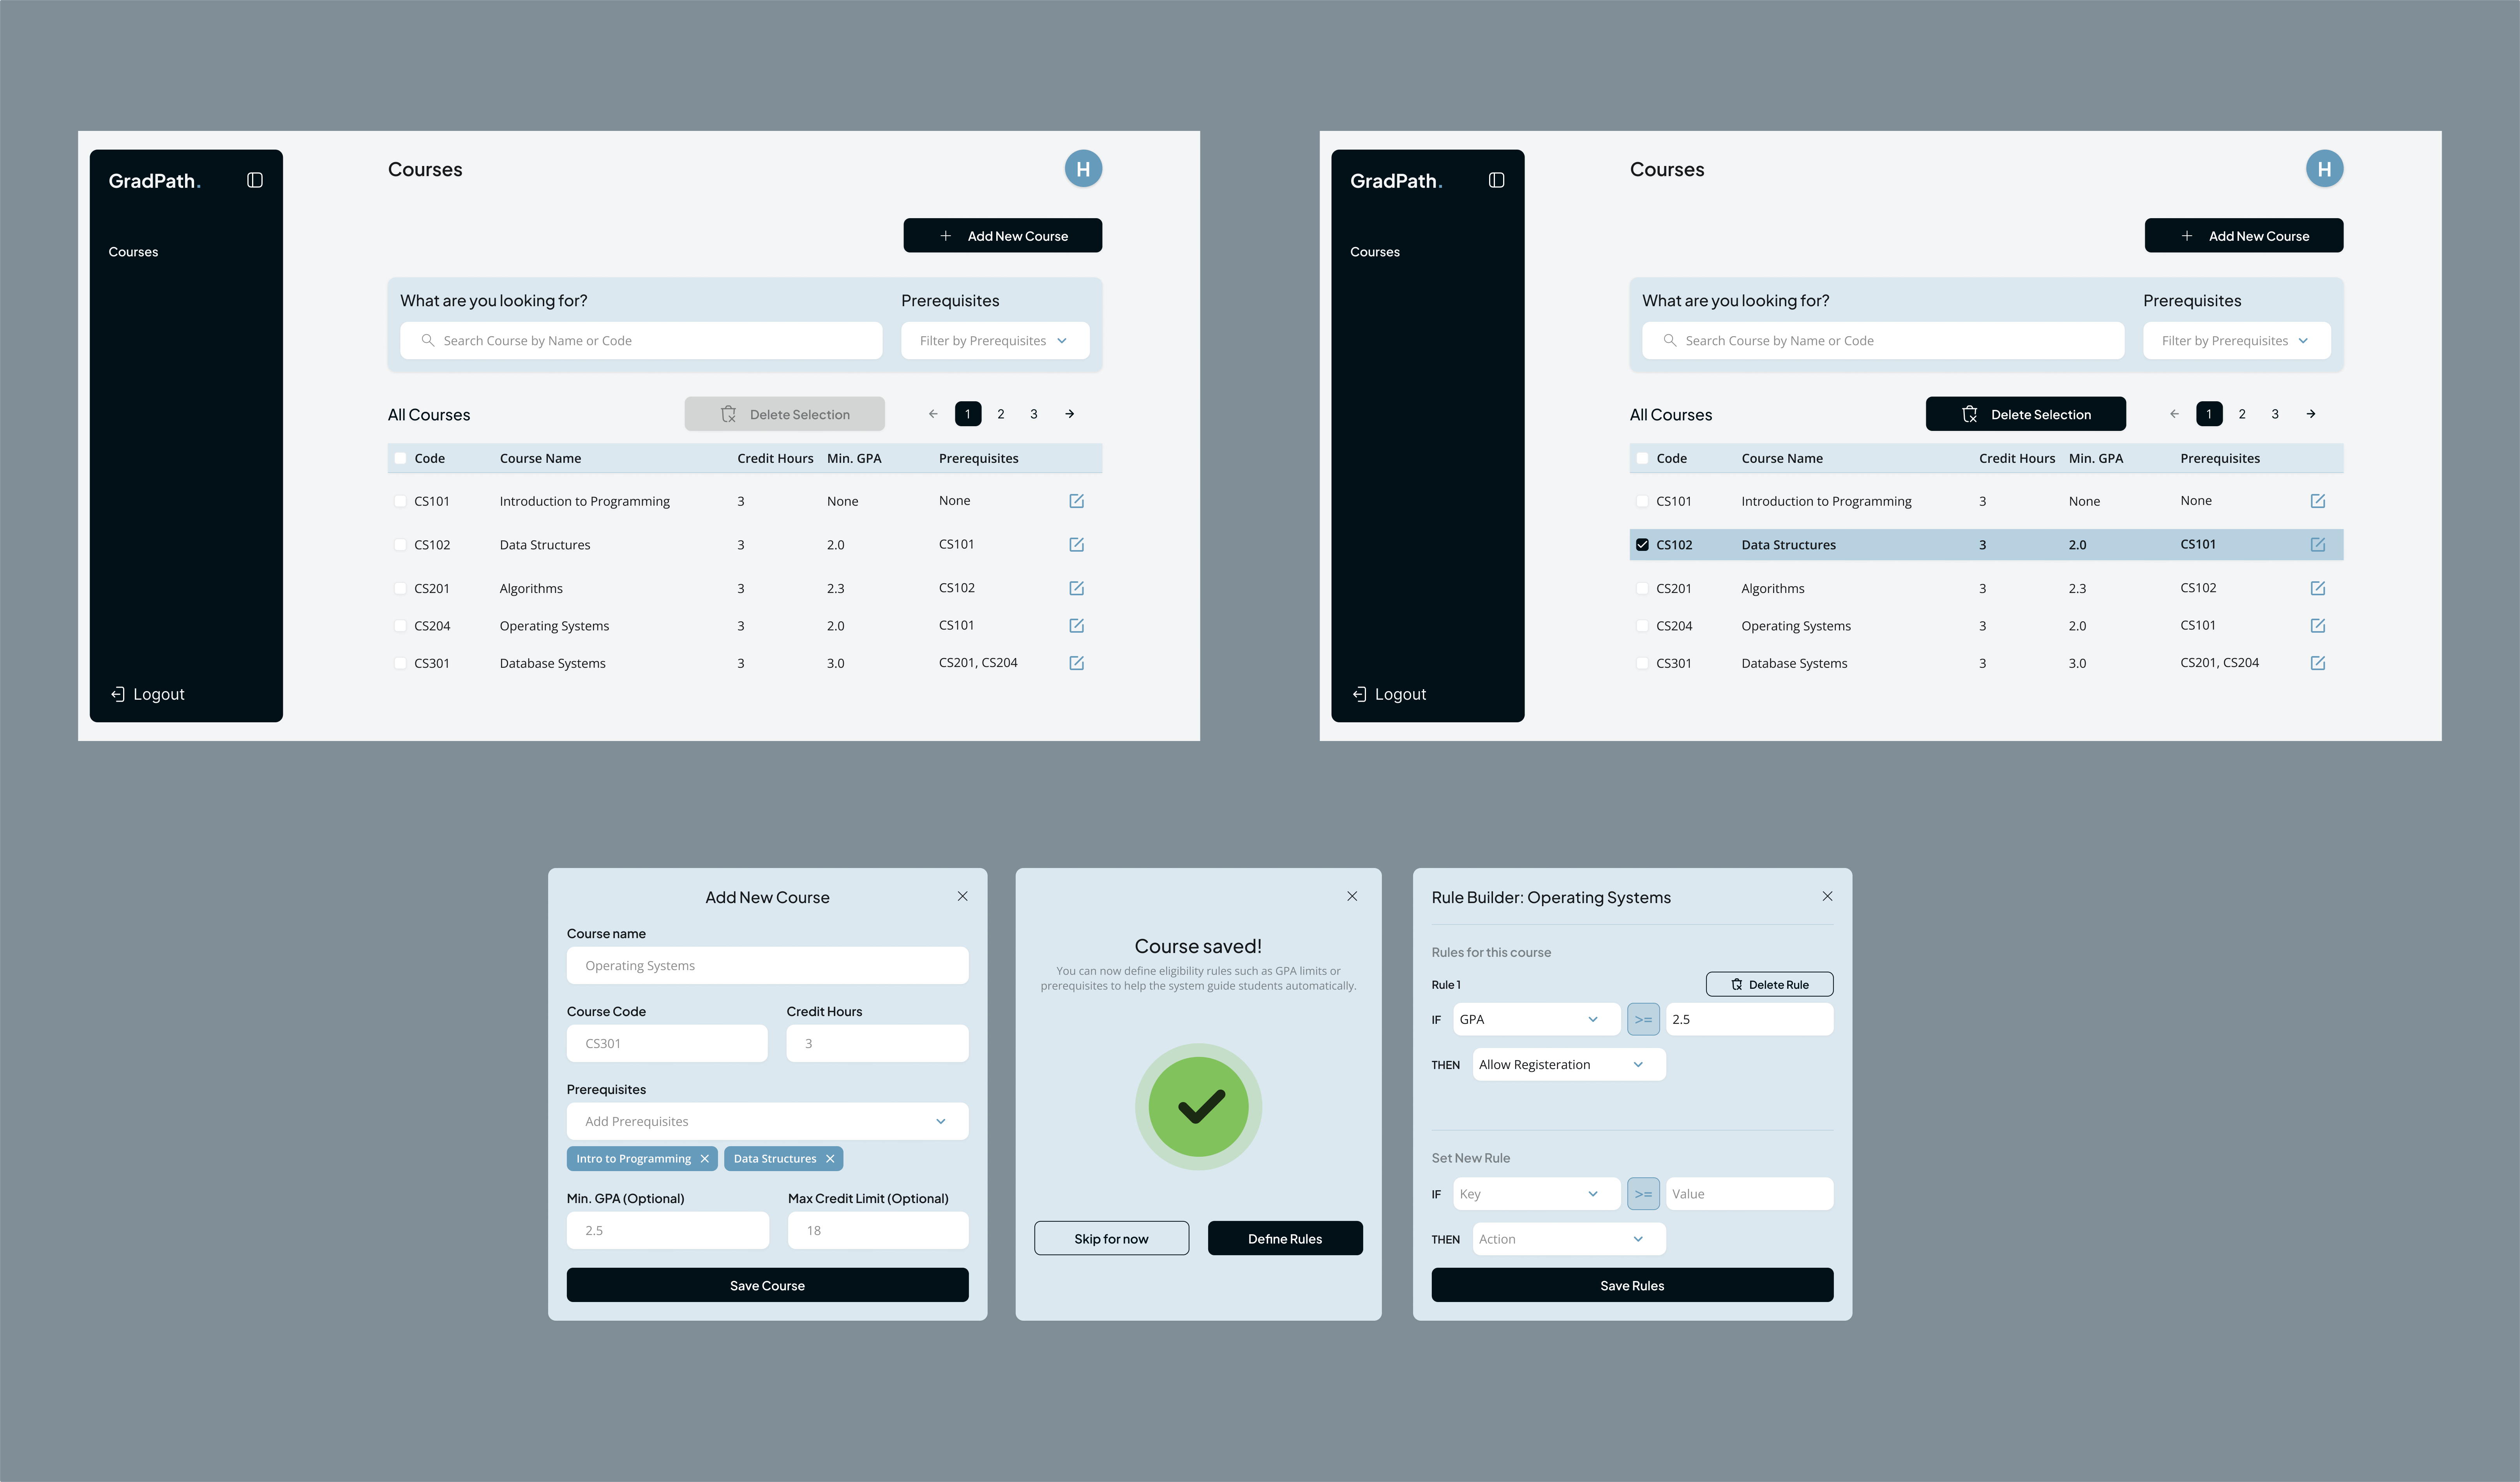 GradPath.
Courses
Logout
Courses
H
+ Add New Course
What are you looking for? Prerequisites
Search Course by Name or Code Filter by Prerequisites
All Courses Delete Selection ← 1 2 3 →
Code Course Name Credit Hours Min. GPA Prerequisites
CS101 Introduction to Programming 3 None None
CS102 Data Structures 3 2.0 CS101
CS201 Algorithms 3 2.3 CS102
CS204 Operating Systems 3 2.0 CS101
CS301 Database Systems 3 3.0 CS201, CS204
GradPath.
Courses
Logout
Courses
H
+ Add New Course
What are you looking for? Prerequisites
Search Course by Name or Code Filter by Prerequisites
All Courses Delete Selection ← 1 2 3 →
Code Course Name Credit Hours Min. GPA Prerequisites
CS101 Introduction to Programming 3 None None
CS102 Data Structures 3 2.0 CS101
CS201 Algorithms 3 2.3 CS102
CS204 Operating Systems 3 2.0 CS101
CS301 Database Systems 3 3.0 CS201, CS204
Add New Course
Course name
Operating Systems
Course Code Credit Hours
CS301 3
Prerequisites
Add Prerequisites
Intro to Programming Data Structures
Min. GPA (Optional) Max Credit Limit (Optional)
2.5 18
Save Course
Course saved!
You can now define eligibility rules such as GPA limits or
prerequisites to help the system guide students automatically.
Skip for now Define Rules
Rule Builder: Operating Systems
Rules for this course
Rule 1 Delete Rule
IF GPA >= 2.5
THEN Allow Registeration
Set New Rule
IF Key >= Value
THEN Action
Save Rules